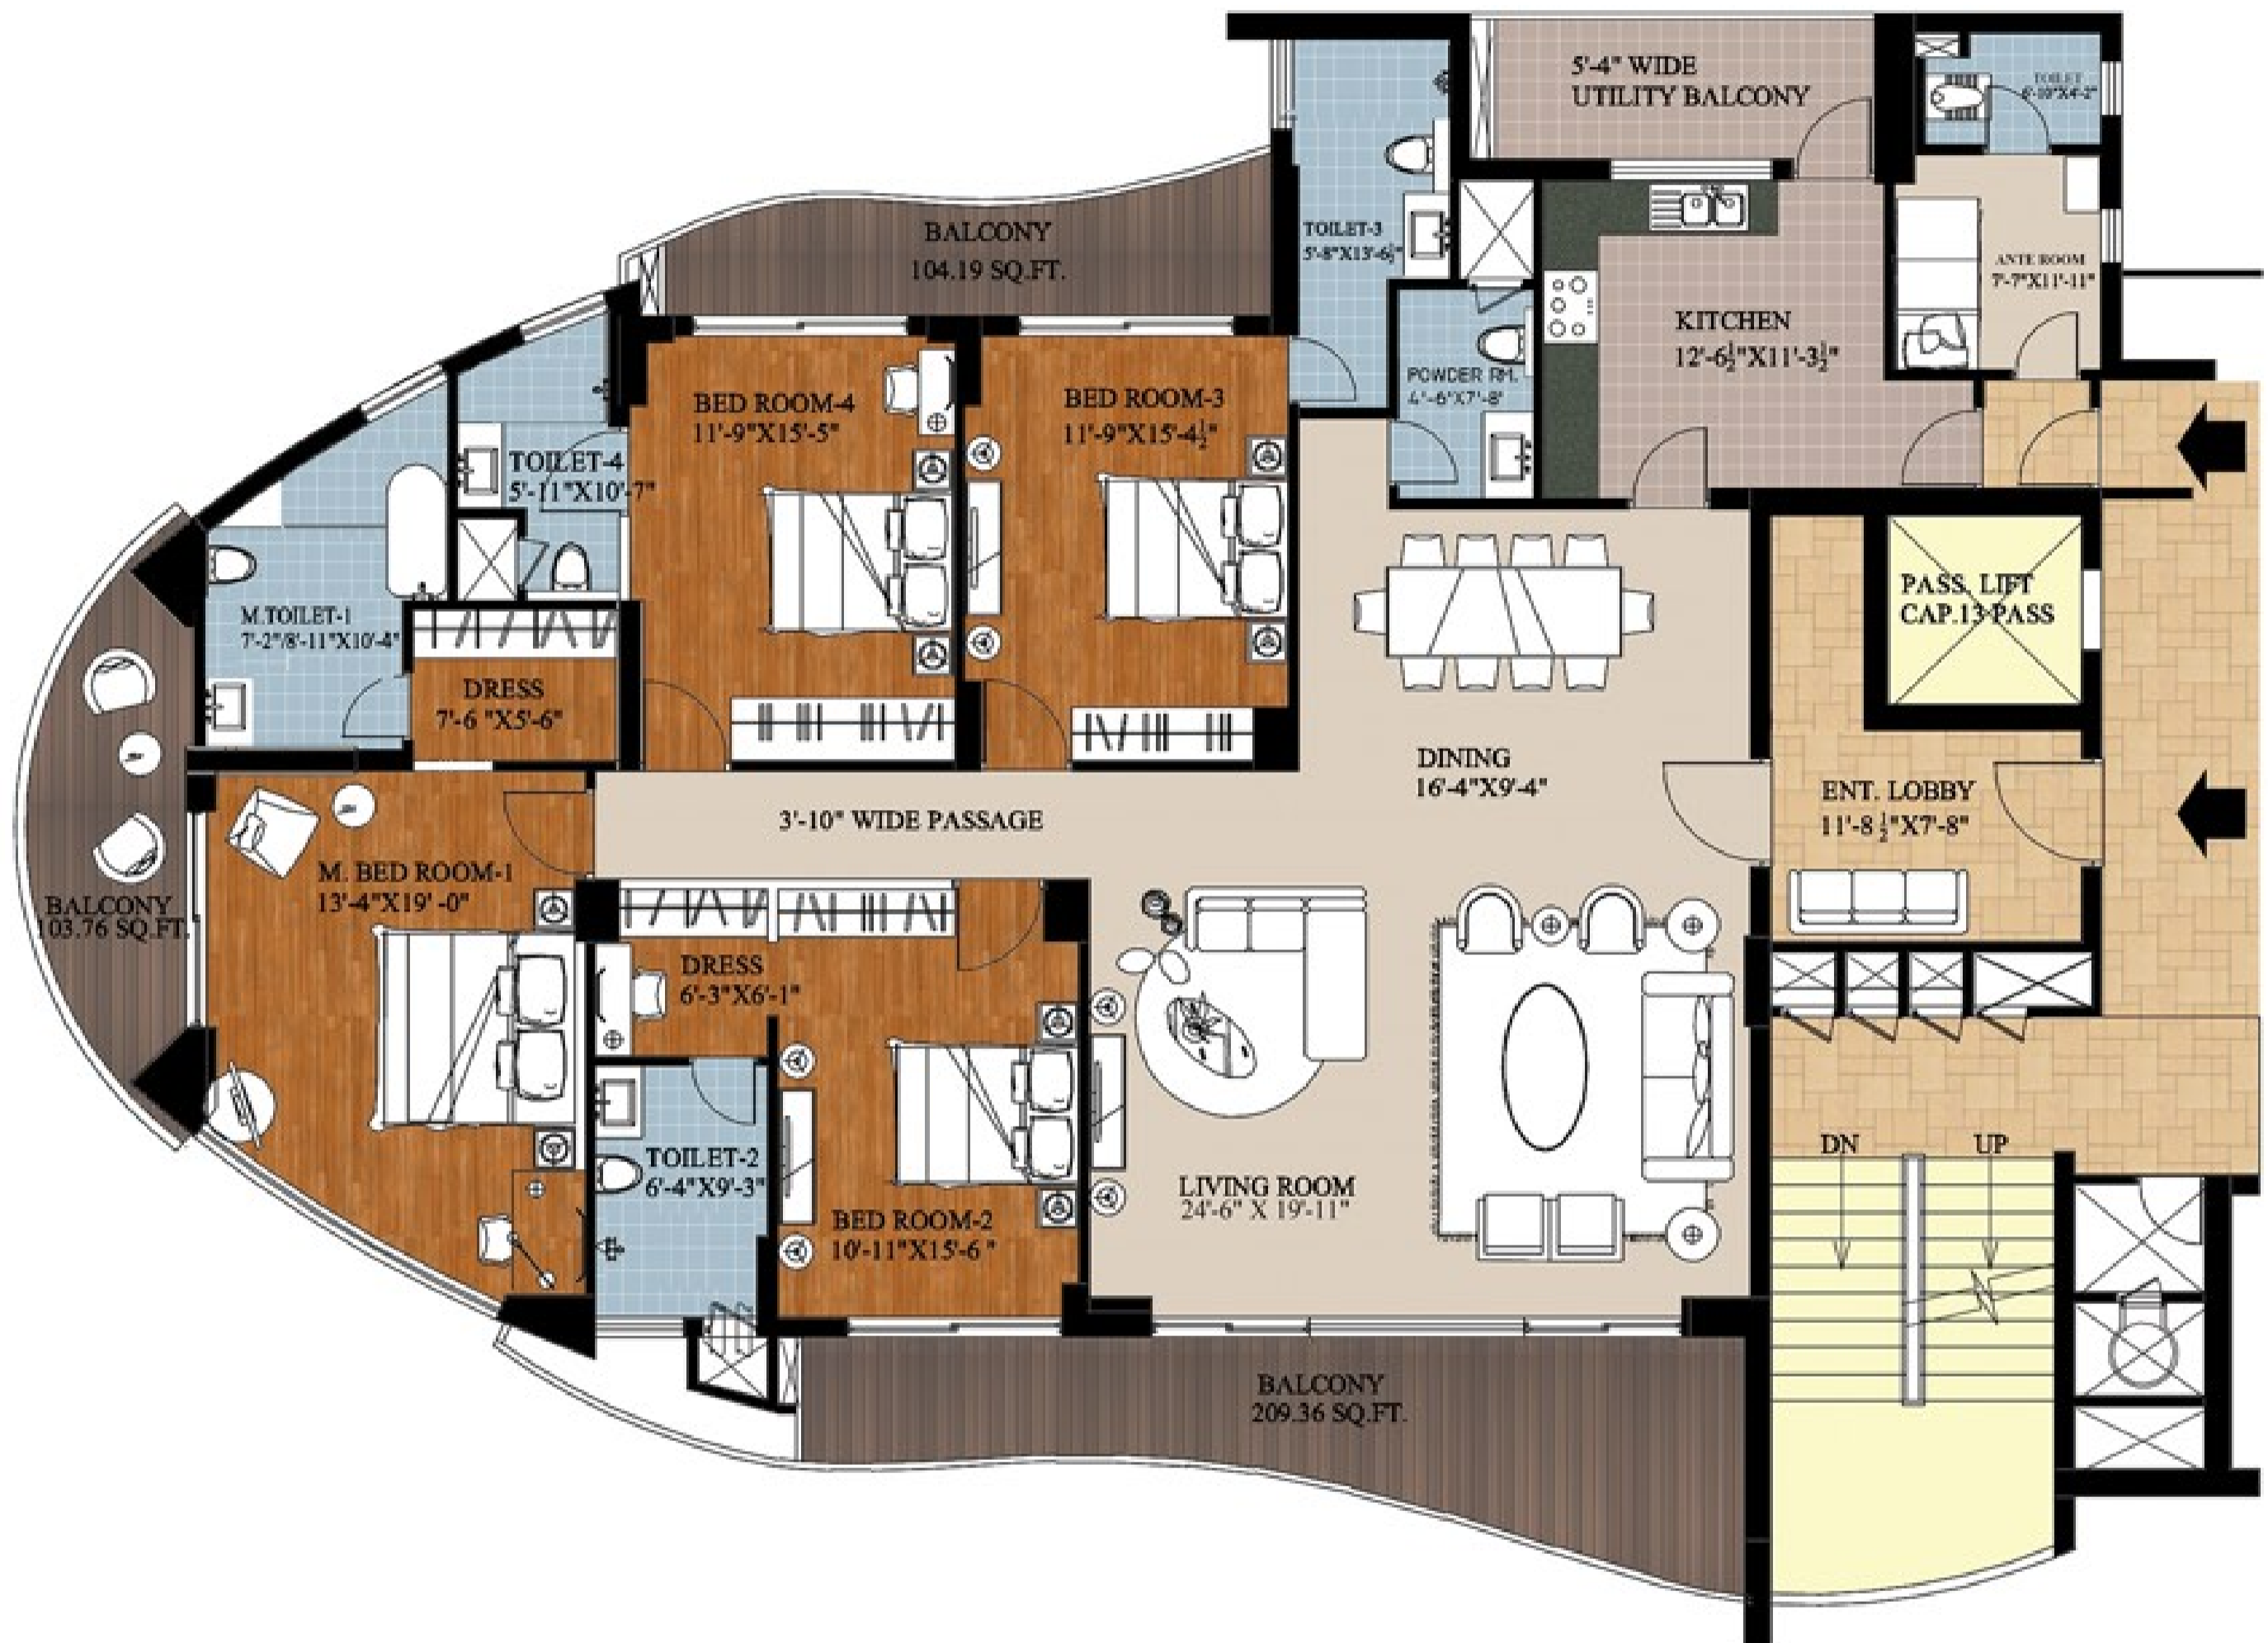 5'-4" WIDE
UTILITY BALCONY
TOILET
6'-10"X4'-2"
BALCONY
104.19 SQ.FT.
TOILET-3
5'-8"X13'-6½"
ANTE ROOM
7'-7"X11'-11"
KITCHEN
12'-6½"X11'-3½"
POWDER RM.
4'-6"X7'-8"
BED ROOM-4
11'-9"X15'-5"
BED ROOM-3
11'-9"X15'-4½"
TOILET-4
5'-11"X10'-7"
M.TOILET-1
7'-2"/8'-11"X10'-4"
PASS. LIFT
CAP.13 PASS
DRESS
7'-6 "X5'-6"
DINING
16'-4"X9'-4"
ENT. LOBBY
11'-8 ½"X7'-8"
3'-10" WIDE PASSAGE
M. BED ROOM-1
13'-4"X19' -0"
BALCONY
103.76 SQ.FT.
DRESS
6'-3"X6'-1"
TOILET-2
6'-4"X9'-3"
BED ROOM-2
10'-11"X15'-6 "
LIVING ROOM
24'-6" X 19'-11"
DN
UP
BALCONY
209.36 SQ.FT.